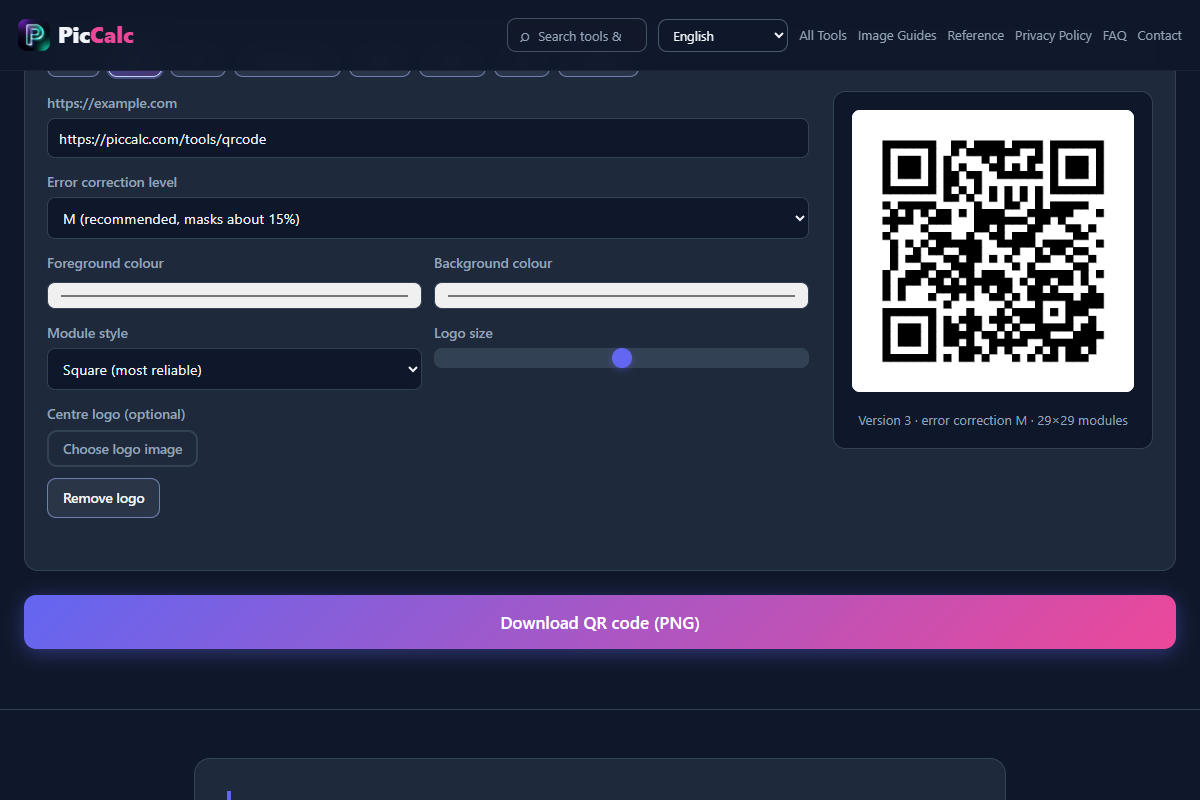 PicCalc
Search tools &
English
All Tools
Image Guides
Reference
Privacy Policy
FAQ
Contact
https://example.com
https://piccalc.com/tools/qrcode
Error correction level
M (recommended, masks about 15%)
Foreground colour
Background colour
Module style
Logo size
Square (most reliable)
Centre logo (optional)
Choose logo image
Remove logo
Version 3 · error correction M · 29×29 modules
Download QR code (PNG)